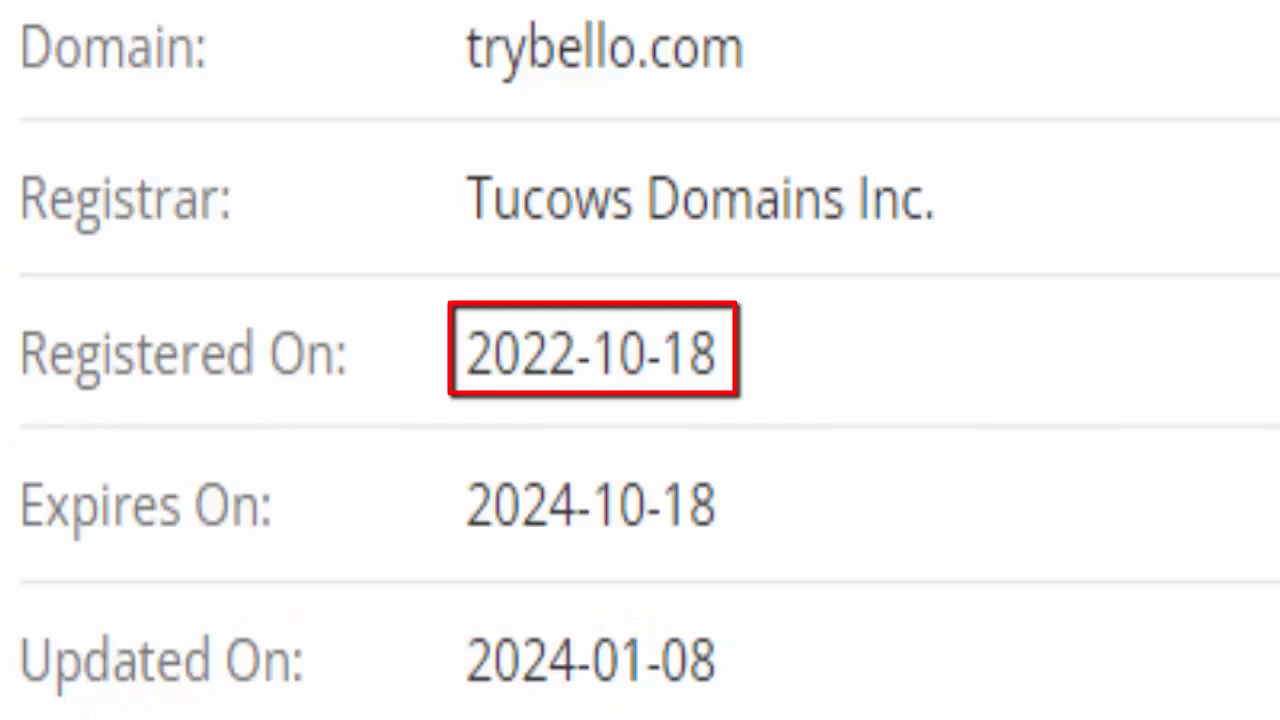 Domain: trybello.com
Registrar: Tucows Domains Inc.
Registered On: 2022-10-18
Expires On: 2024-10-18
Updated On: 2024-01-08